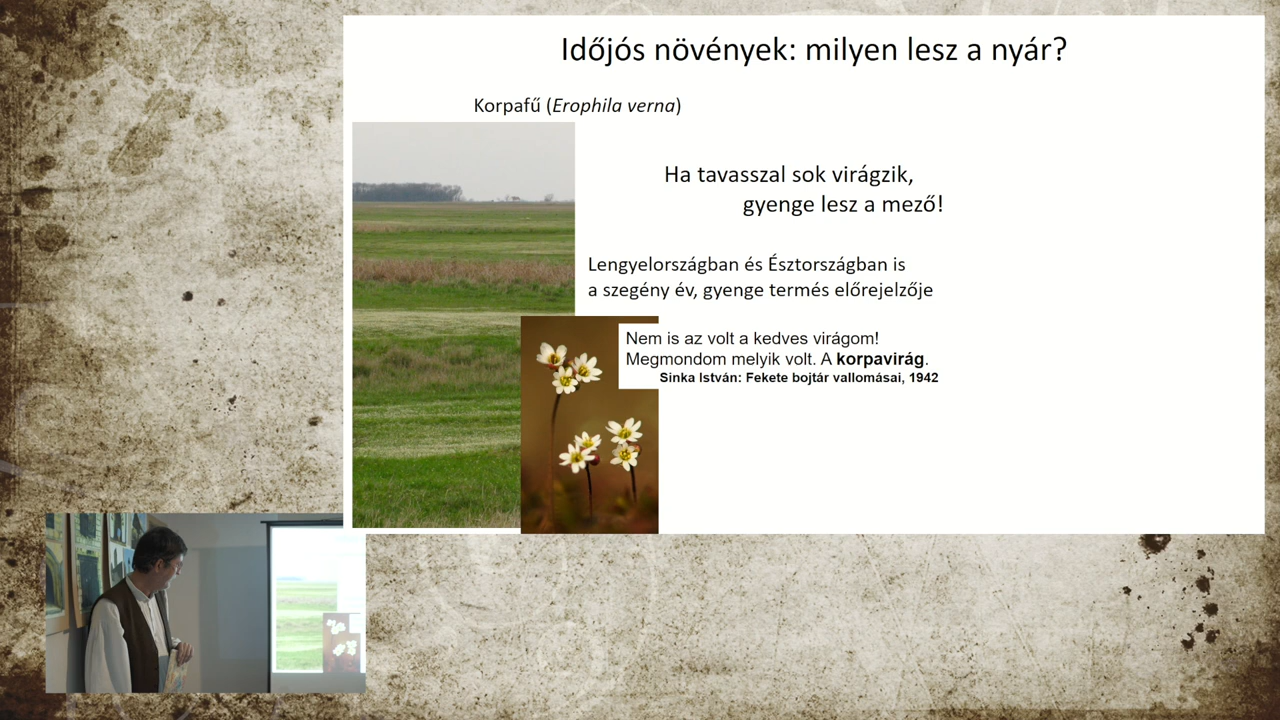 Időjós növények: milyen lesz a nyár?
Korpafű (Erophila verna)
Ha tavasszal sok virágzik,
gyenge lesz a mező!
Lengyelországban és Észtországban is
a szegény év, gyenge termés előrejelzője
Nem is az volt a kedves virágom!
Megmondom melyik volt. A korpavirág.
Sinka István: Fekete bojtár vallomásai, 1942